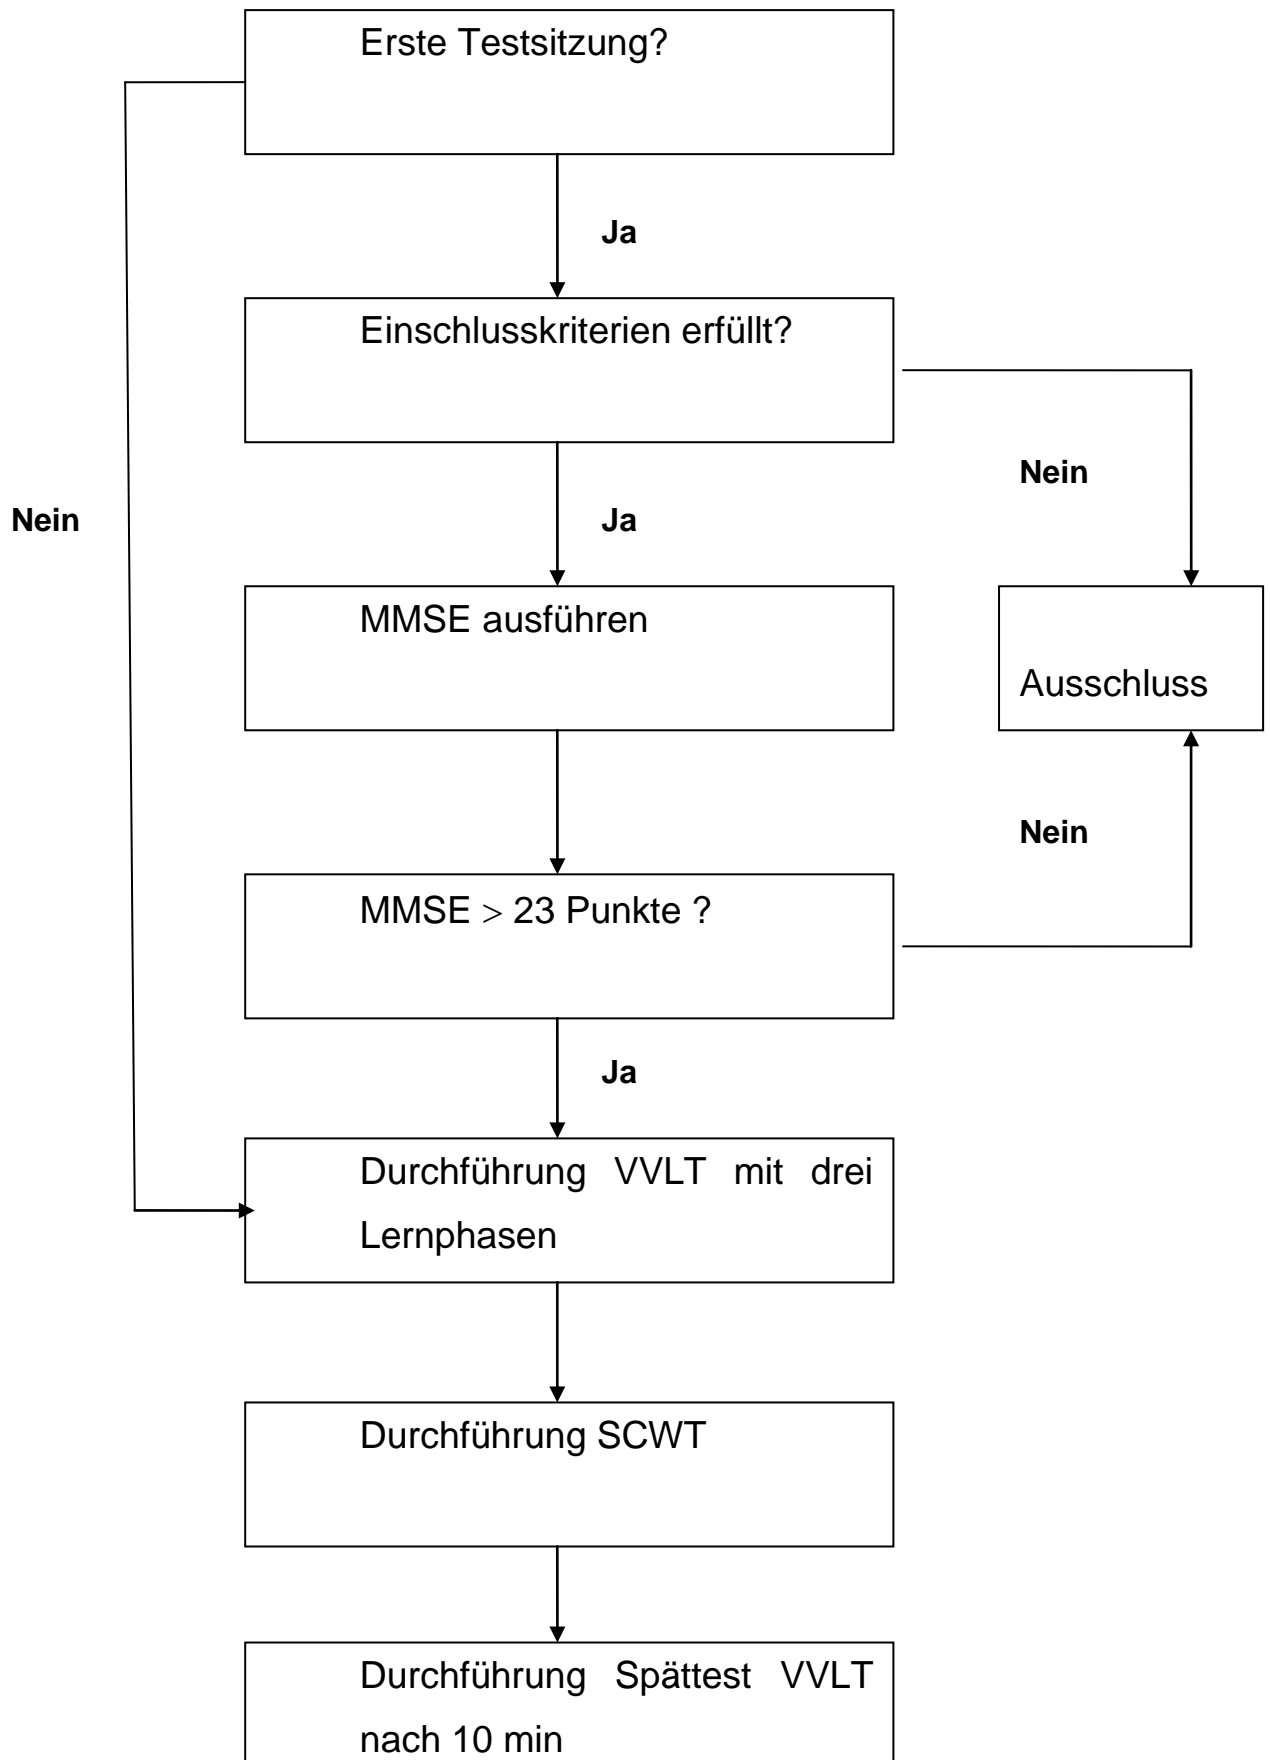 Erste Testsitzung?
Ja
Einschlusskriterien erfüllt?
Nein
Nein
Ja
MMSE ausführen
Ausschluss
Nein
MMSE > 23 Punkte ?
Ja
Durchführung VVLT mit drei
Lernphasen
Durchführung SCWT
Durchführung Spättest VVLT
nach 10 min